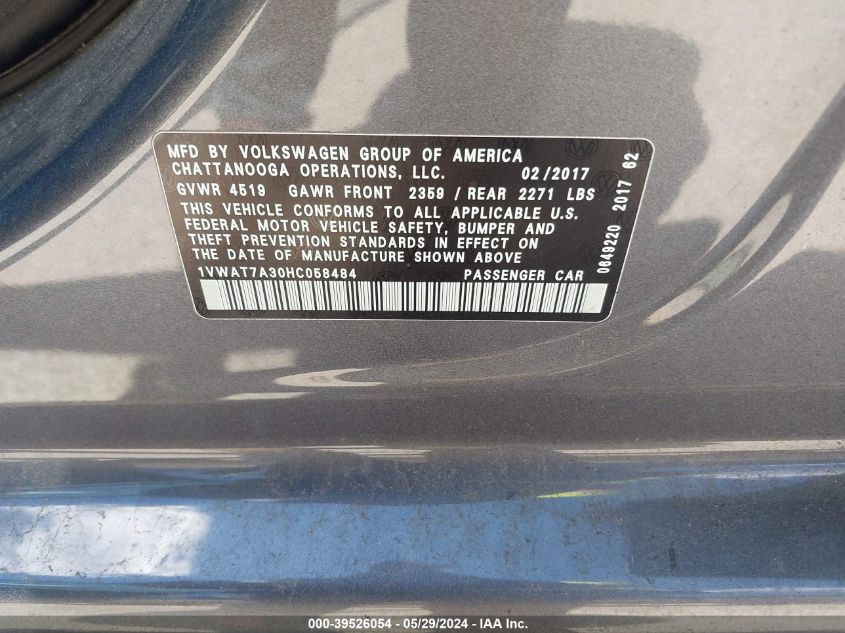 MFD BY VOLKSWAGEN GROUP OF AMERICA
CHATTANOOGA OPERATIONS, LLC. 02/2017
GVWR 4519 GAWR FRONT 2359 / REAR 2271 LBS
THIS VEHICLE CONFORMS TO ALL APPLICABLE U.S.
FEDERAL MOTOR VEHICLE SAFETY, BUMPER AND
THEFT PREVENTION STANDARDS IN EFFECT ON
THE DATE OF MANUFACTURE SHOWN ABOVE
1VWAT7A30HC058484 PASSENGER CAR
0649220 2017 62
000-39526054 - 05/29/2024 - © IAA Inc.